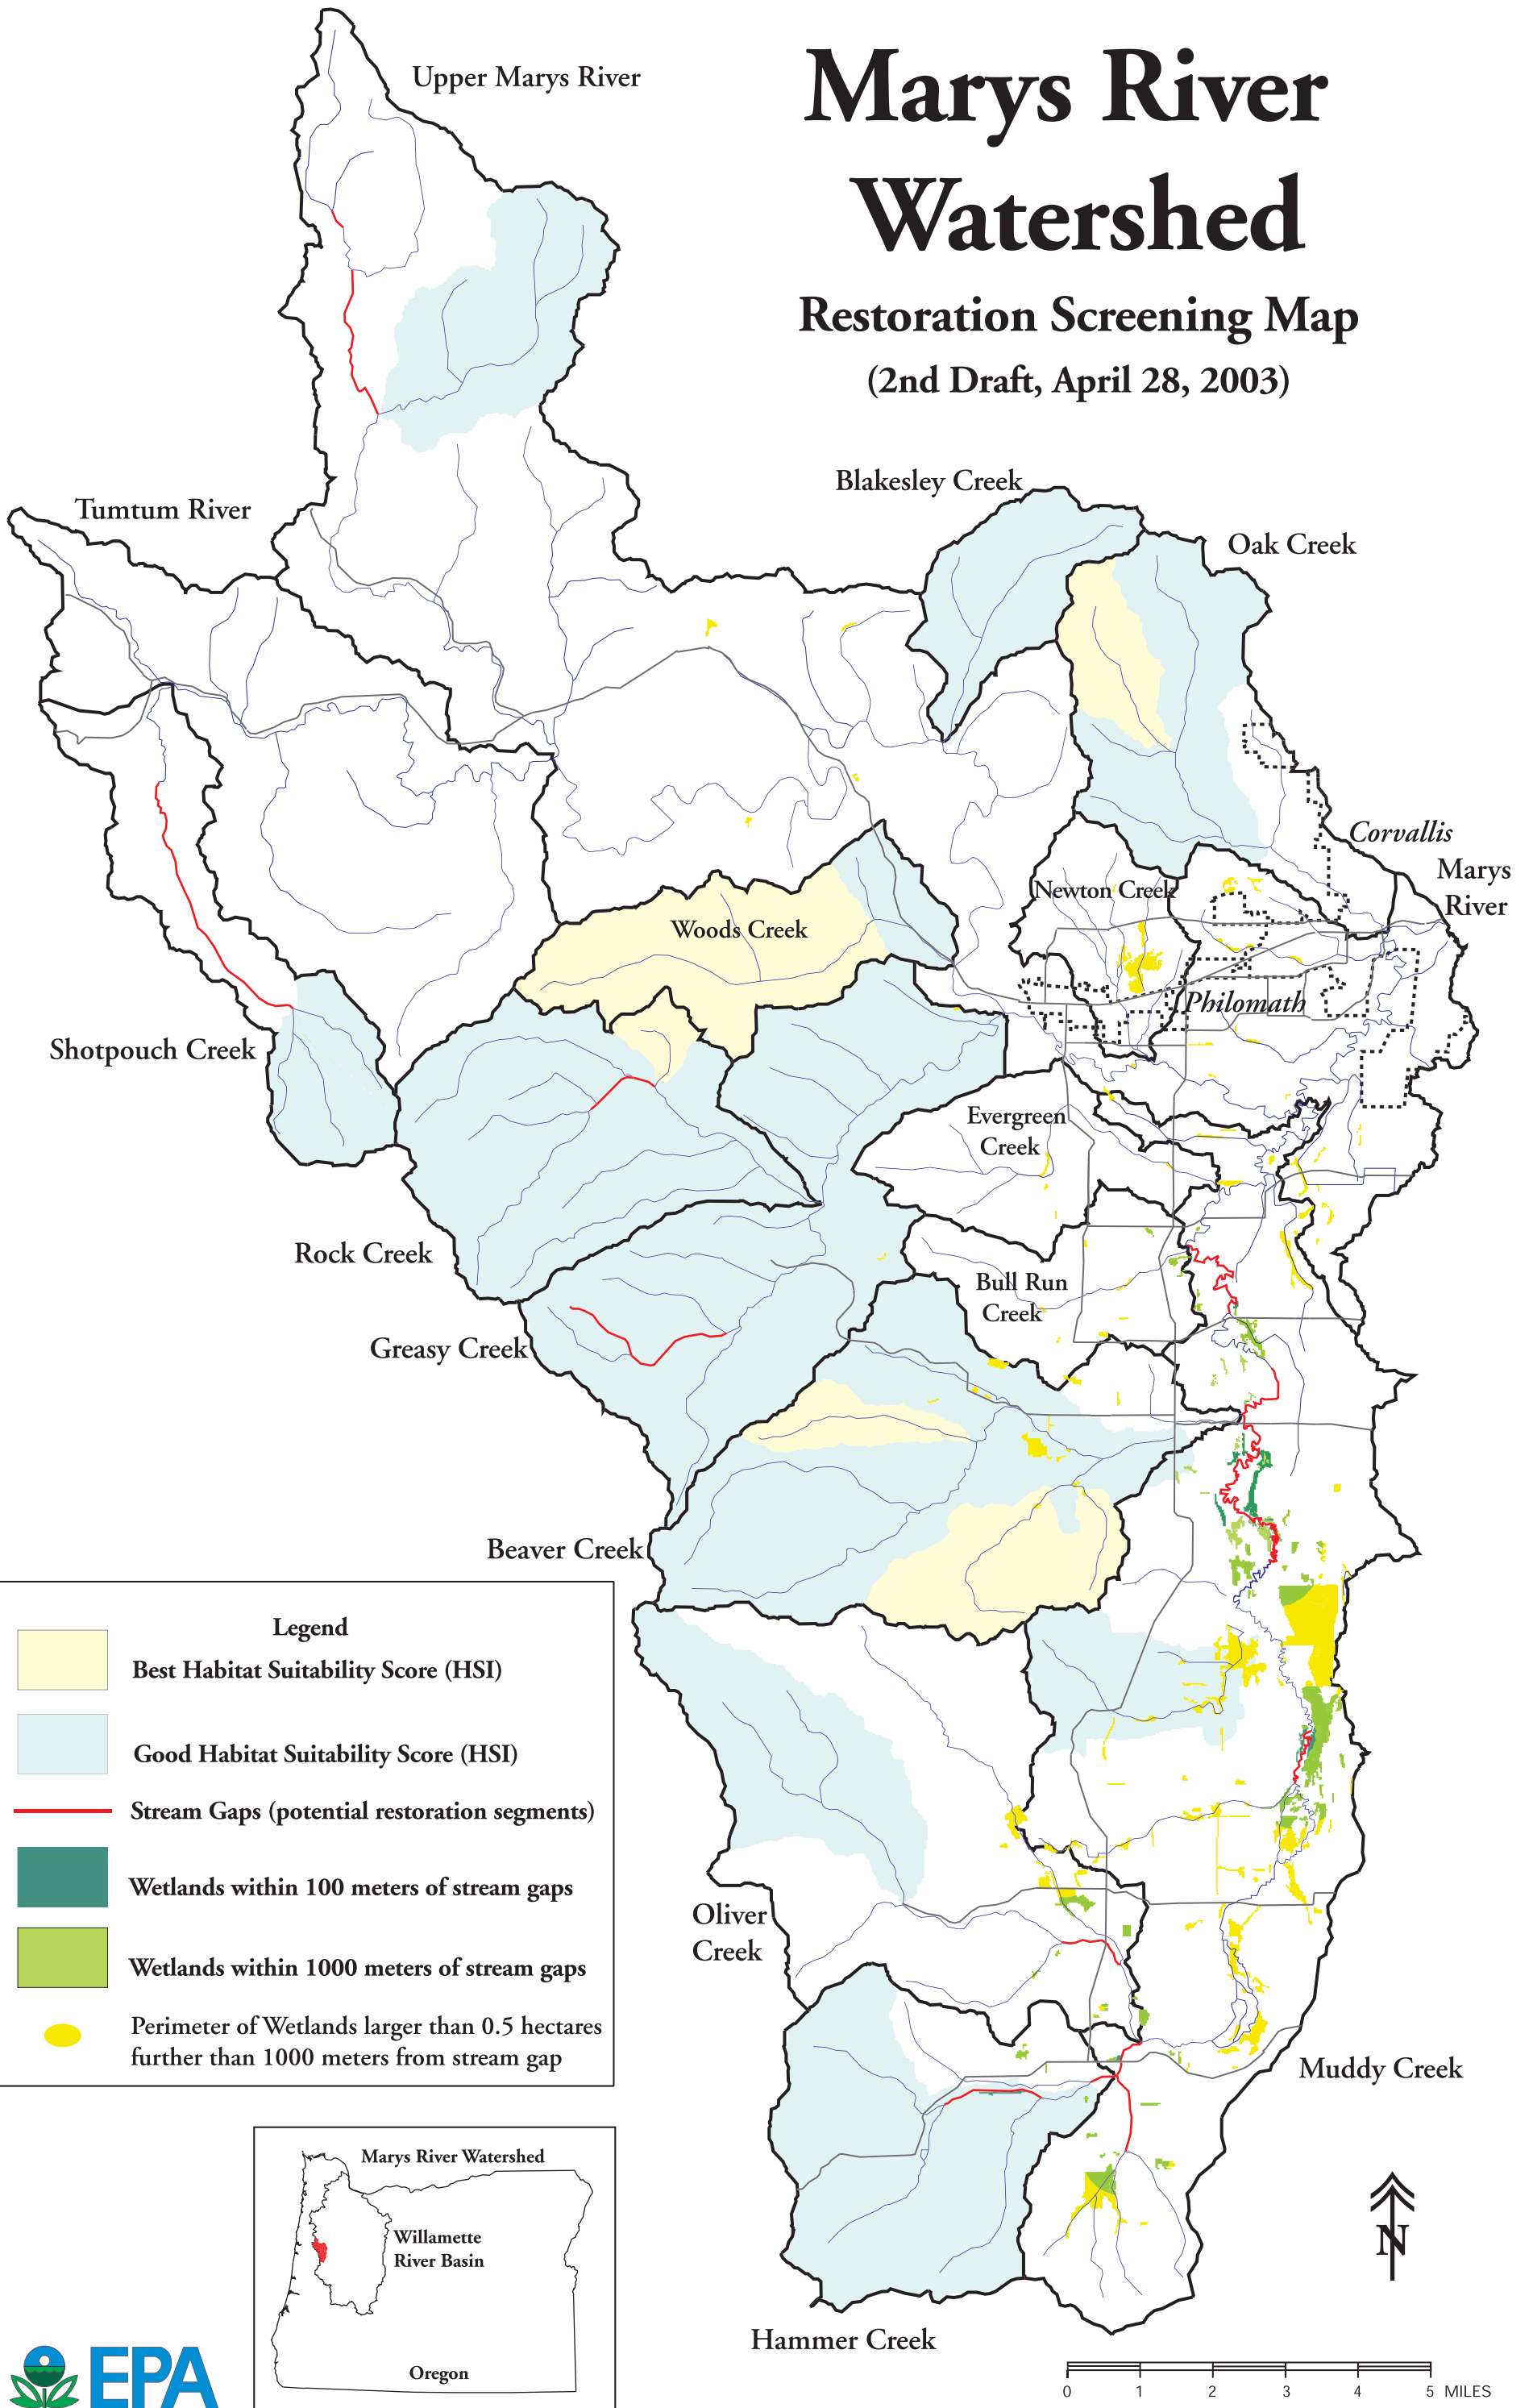 Marys River
Watershed
Restoration Screening Map
(2nd Draft, April 28, 2003)
Upper Marys River
Blakesley Creek
Tumtum River
Oak Creek
Corvallis
Marys
River
Newton Creek
Woods Creek
Philomath
Shotpouch Creek
Evergreen
Creek
Rock Creek
Bull Run
Creek
Greasy Creek
Beaver Creek
Legend
Best Habitat Suitability Score (HSI)
Good Habitat Suitability Score (HSI)
Stream Gaps (potential restoration segments)
Wetlands within 100 meters of stream gaps
Wetlands within 1000 meters of stream gaps
Perimeter of Wetlands larger than 0.5 hectares
further than 1000 meters from stream gap
Oliver
Creek
Muddy Creek
Marys River Watershed
Willamette
River Basin
Oregon
N
Hammer Creek
EPA
0 1 2 3 4 5 MILES